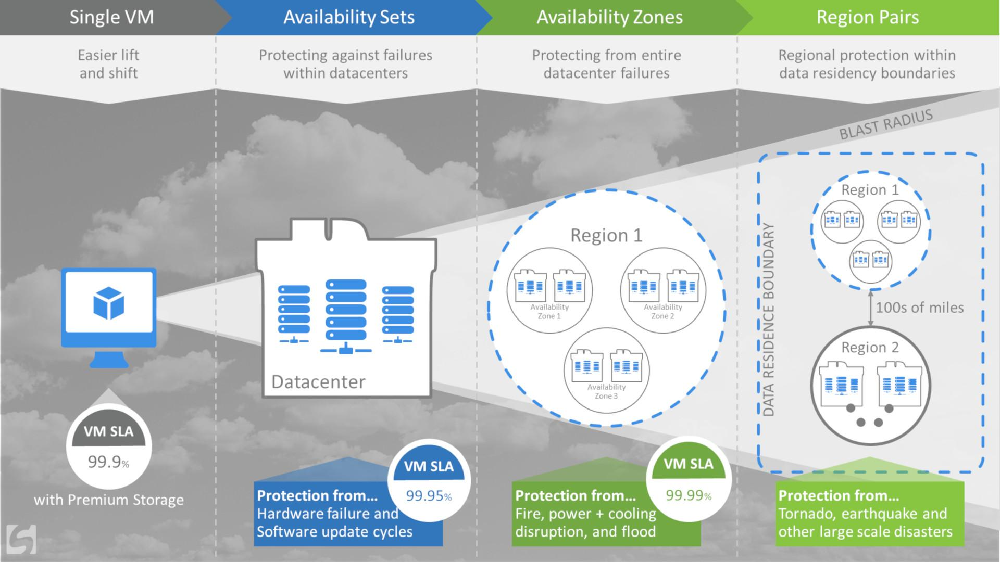 Single VM
Availability Sets
Availability Zones
Region Pairs
Easier lift
and shift
Protecting against failures
within datacenters
Protecting from entire
datacenter failures
Regional protection within
data residency boundaries
BLAST RADIUS
Datacenter
VM SLA
99.9%
with Premium Storage
VM SLA
99.95%
Protection from...
Hardware failure and
Software update cycles
Region 1
Availability
Zone 1
Availability
Zone 2
Availability
Zone 3
VM SLA
99.99%
Protection from...
Fire, power + cooling
disruption, and flood
DATA RESIDENCE BOUNDARY
Region 1
100s of miles
Region 2
Protection from...
Tornado, earthquake and
other large scale disasters